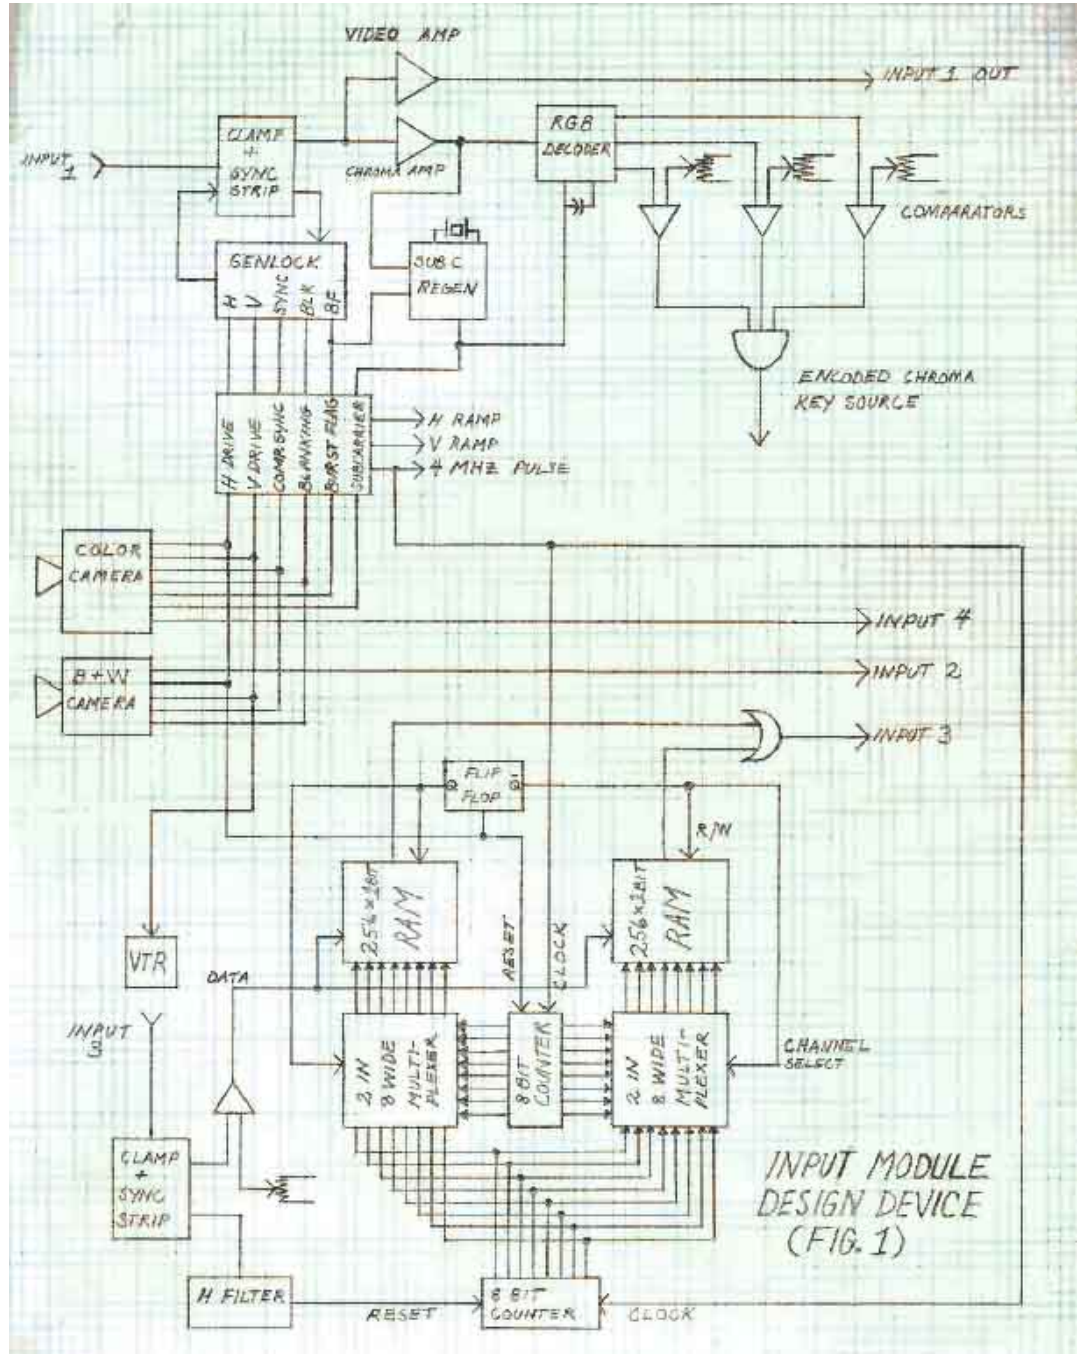 VIDEO AMP
INPUT 1 OUT
CLAMP
+
SYNC
STRIP
INPUT
1
CHROMA AMP
RGB
DECODER
COMPARATORS
GENLOCK
H
V
SYNC
BLK
BF
SUB C
REGEN
ENCODED CHROMA
KEY SOURCE
H DRIVE
V DRIVE
COMP. SYNC
BLANKING
BURST FLAG
SUBCARRIER
H RAMP
V RAMP
4 MHZ PULSE
COLOR
CAMERA
INPUT 4
B+W
CAMERA
INPUT 2
INPUT 3
FLIP
FLOP
R/W
256×1BIT
RAM
256×1BIT
RAM
VTR
DATA
RESET
CLOCK
INPUT
3
2 IN
8 WIDE
MULTI-
PLEXER
8 BIT
COUNTER
2 IN
8 WIDE
MULTI-
PLEXER
CHANNEL
SELECT
CLAMP
+
SYNC
STRIP
INPUT MODULE
DESIGN DEVICE
(FIG. 1)
H FILTER
RESET
8 BIT
COUNTER
CLOCK